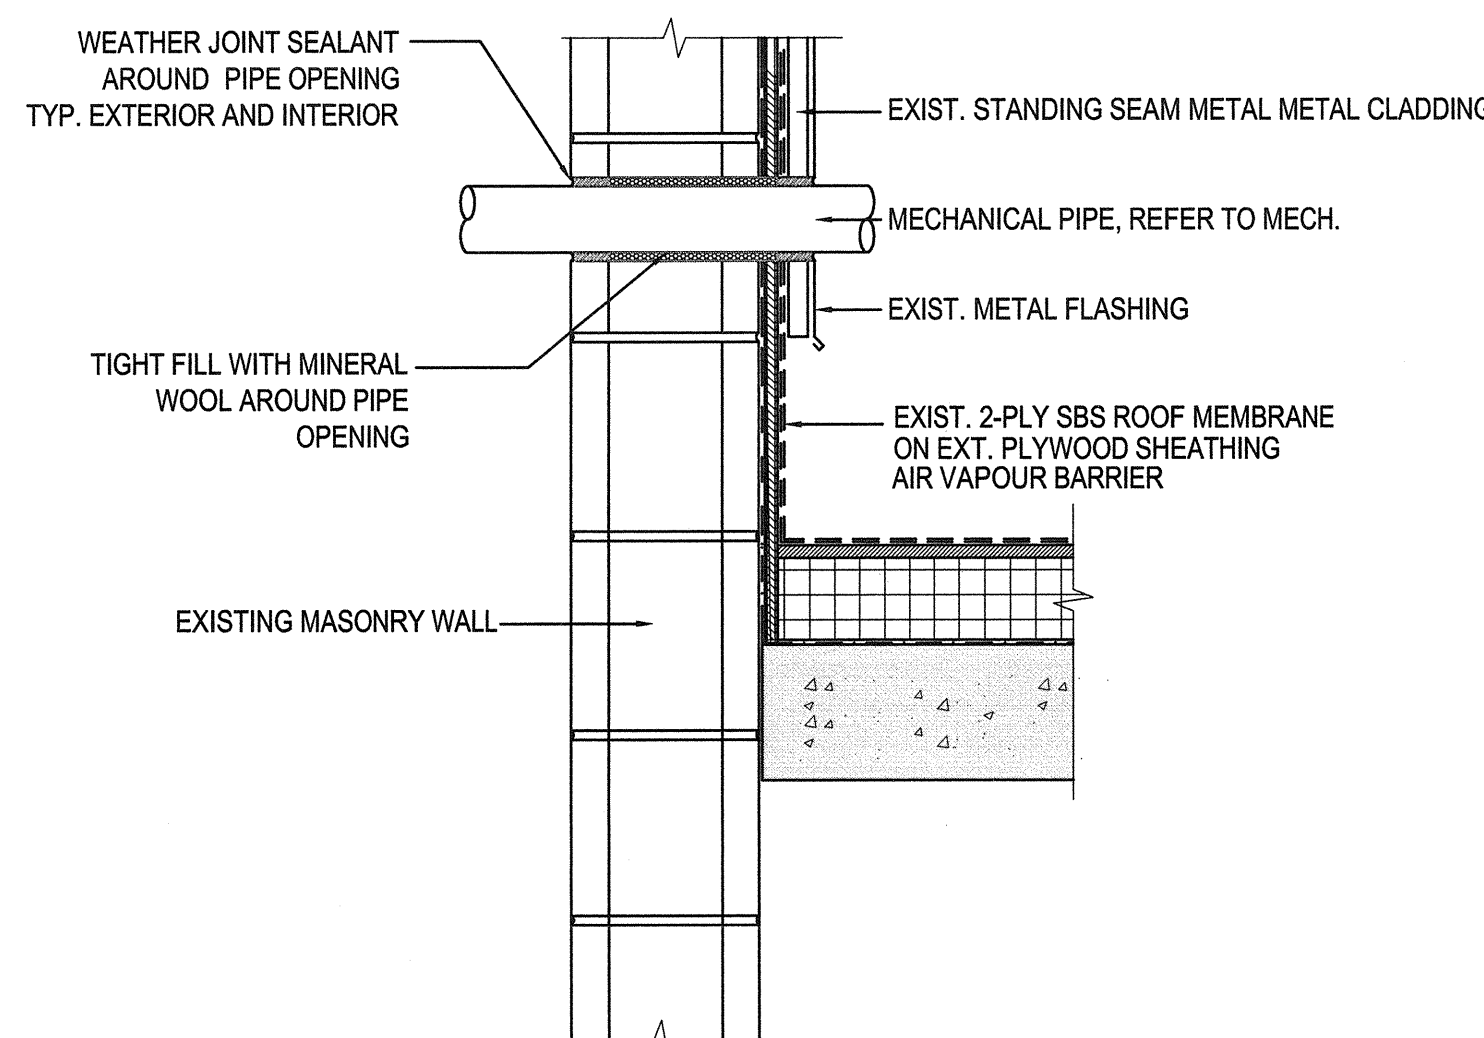 WEATHER JOINT SEALANT
AROUND PIPE OPENING
TYP. EXTERIOR AND INTERIOR
EXIST. STANDING SEAM METAL METAL CLADDING
MECHANICAL PIPE, REFER TO MECH.
EXIST. METAL FLASHING
TIGHT FILL WITH MINERAL
WOOL AROUND PIPE
OPENING
EXIST. 2-PLY SBS ROOF MEMBRANE
ON EXT. PLYWOOD SHEATHING
AIR VAPOUR BARRIER
EXISTING MASONRY WALL